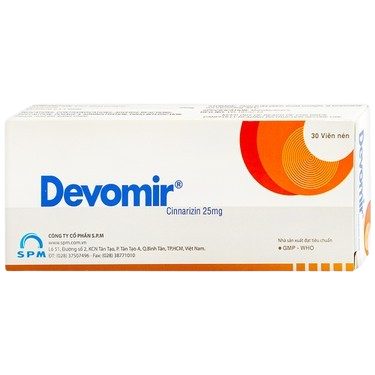 30 Viên nén
Devomir®
Cinnarizin 25mg
CÔNG TY CỔ PHẦN S.P.M
www.spm.com.vn
Lô 51, Đường số 2, KCN Tân Tạo, P. Tân Tạo A, Q.Bình Tân, TP.HCM, Việt Nam.
ĐT: (028) 37507496 - Fax: (028) 38771010
SPM
Nhà sản xuất đạt tiêu chuẩn
GMP - WHO